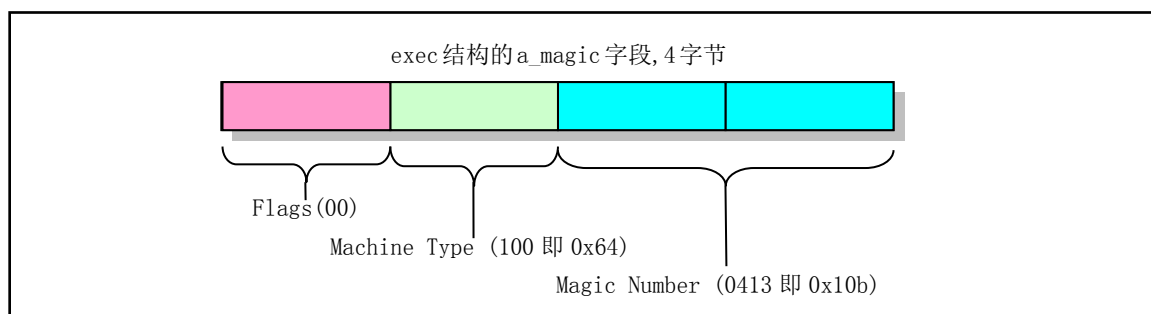 exec结构的a_magic字段,4字节
Flags(00)
Machine Type (100 即 0x64)
Magic Number (0413 即 0x10b)